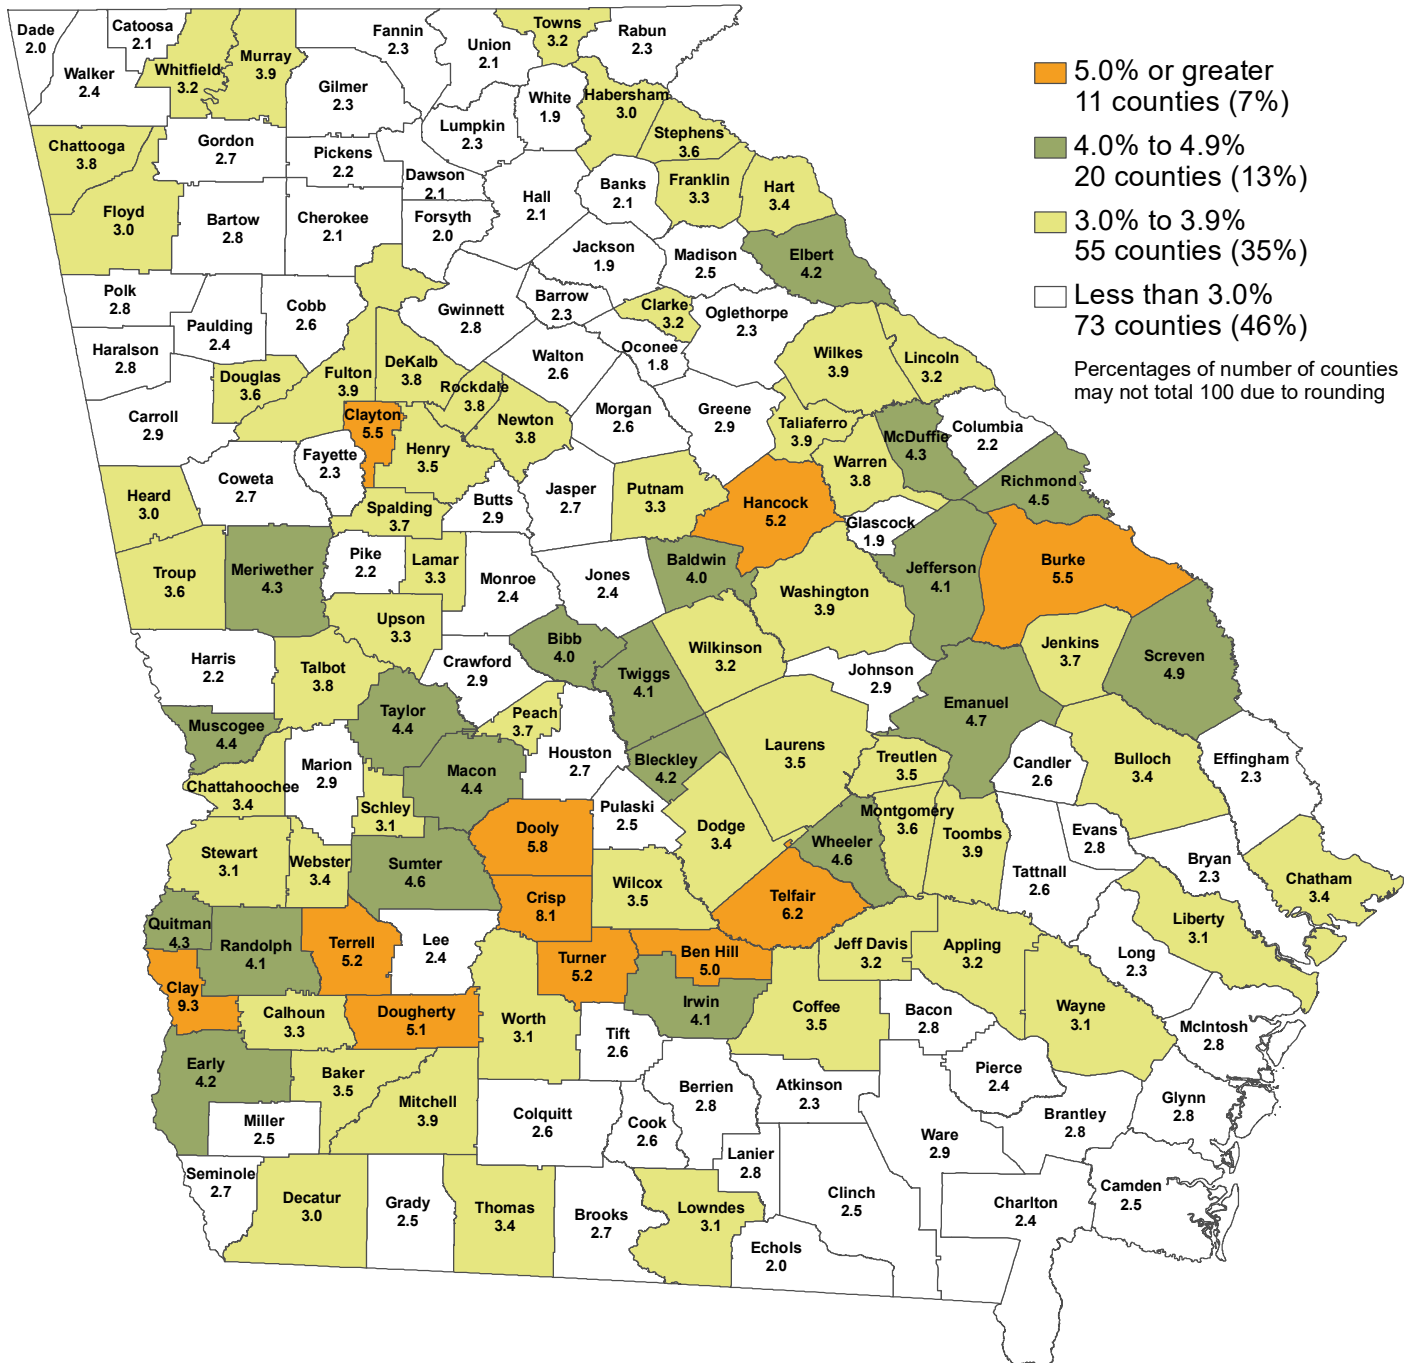 Dade
2.0
Catoosa
2.1
Walker
2.4
Whitfield
3.2
Murray
3.9
Fannin
2.3
Gilmer
2.3
Union
2.1
Towns
3.2
Rabun
2.3
White
1.9
Habersham
3.0
Lumpkin
2.3
Stephens
3.6
Chattooga
3.8
Gordon
2.7
Pickens
2.2
Dawson
2.1
Hall
2.1
Banks
2.1
Franklin
3.3
Hart
3.4
Floyd
3.0
Bartow
2.8
Cherokee
2.1
Forsyth
2.0
Jackson
1.9
Madison
2.5
Elbert
4.2
Polk
2.8
Paulding
2.4
Cobb
2.6
Gwinnett
2.8
Barrow
2.3
Clarke
3.2
Oglethorpe
2.3
Haralson
2.8
Douglas
3.6
Fulton
3.9
DeKalb
3.8
Rockdale
3.8
Walton
2.6
Oconee
1.8
Wilkes
3.9
Lincoln
3.2
Carroll
2.9
Clayton
5.5
Newton
3.8
Morgan
2.6
Greene
2.9
Taliaferro
3.9
McDuffie
4.3
Columbia
2.2
Coweta
2.7
Fayette
2.3
Henry
3.5
Warren
3.8
Richmond
4.5
Heard
3.0
Spalding
3.7
Butts
2.9
Jasper
2.7
Putnam
3.3
Hancock
5.2
Glascock
1.9
Troup
3.6
Meriwether
4.3
Pike
2.2
Lamar
3.3
Monroe
2.4
Jones
2.4
Baldwin
4.0
Washington
3.9
Jefferson
4.1
Burke
5.5
Upson
3.3
Bibb
4.0
Wilkinson
3.2
Jenkins
3.7
Screven
4.9
Harris
2.2
Talbot
3.8
Crawford
2.9
Twiggs
4.1
Johnson
2.9
Emanuel
4.7
Muscogee
4.4
Taylor
4.4
Peach
3.7
Houston
2.7
Bleckley
4.2
Laurens
3.5
Treutlen
3.5
Candler
2.6
Bulloch
3.4
Effingham
2.3
Chattahoochee
3.4
Marion
2.9
Schley
3.1
Macon
4.4
Pulaski
2.5
Dodge
3.4
Wheeler
4.6
Montgomery
3.6
Toombs
3.9
Evans
2.8
Tattnall
2.6
Bryan
2.3
Chatham
3.4
Stewart
3.1
Webster
3.4
Sumter
4.6
Dooly
5.8
Crisp
8.1
Wilcox
3.5
Telfair
6.2
Quitman
4.3
Randolph
4.1
Terrell
5.2
Lee
2.4
Turner
5.2
Ben Hill
5.0
Jeff Davis
3.2
Appling
3.2
Long
2.3
Liberty
3.1
Clay
9.3
Calhoun
3.3
Dougherty
5.1
Worth
3.1
Irwin
4.1
Tift
2.6
Coffee
3.5
Bacon
2.8
Wayne
3.1
McIntosh
2.8
Early
4.2
Baker
3.5
Mitchell
3.9
Miller
2.5
Colquitt
2.6
Cook
2.6
Berrien
2.8
Atkinson
2.3
Pierce
2.4
Brantley
2.8
Glynn
2.8
Ware
2.9
Lanier
2.8
Seminole
2.7
Decatur
3.0
Grady
2.5
Thomas
3.4
Brooks
2.7
Lowndes
3.1
Echols
2.0
Clinch
2.5
Charlton
2.4
Camden
2.5
5.0% or greater
11 counties (7%)
4.0% to 4.9%
20 counties (13%)
3.0% to 3.9%
55 counties (35%)
Less than 3.0%
73 counties (46%)
Percentages of number of counties
may not total 100 due to rounding